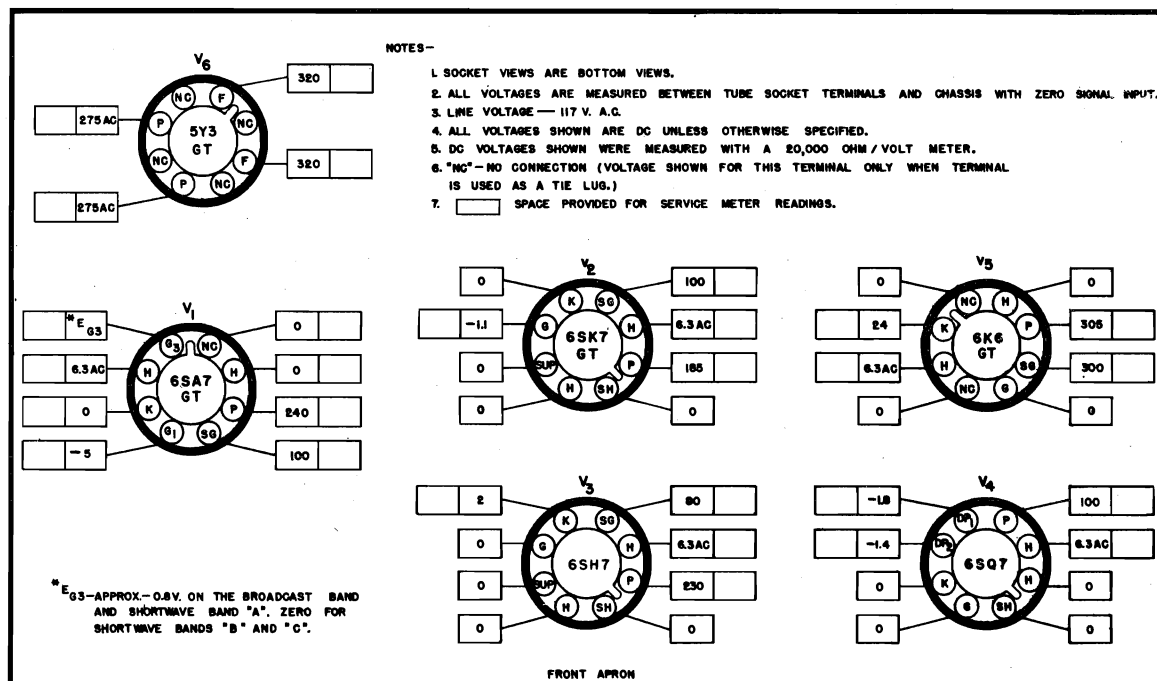 NOTES-
1. SOCKET VIEWS ARE BOTTOM VIEWS.
2. ALL VOLTAGES ARE MEASURED BETWEEN TUBE SOCKET TERMINALS AND CHASSIS WITH ZERO SIGNAL INPUT.
3. LINE VOLTAGE — 117 V. A.C.
4. ALL VOLTAGES SHOWN ARE DC UNLESS OTHERWISE SPECIFIED.
5. DC VOLTAGES SHOWN WERE MEASURED WITH A 20,000 OHM/VOLT METER.
6. "NC"-NO CONNECTION (VOLTAGE SHOWN FOR THIS TERMINAL ONLY WHEN TERMINAL
IS USED AS A TIE LUG.)
7. SPACE PROVIDED FOR SERVICE METER READINGS.
V6
320
NC F
275AC
P NC
5Y3
GT
NC F
320
P NC
275AC
V1
*EG3
0
G3 NC
6.3AC
H H
0
6SA7
GT
0
K P
240
G1 SG
-5
100
V2
0
100
K SG
-1.1
G H
6.3AC
6SK7
GT
0
SUP P
185
H SH
0
0
V5
0
0
NC H
24
K P
305
6K6
GT
6.3AC
H SG
300
NC G
0
0
V3
2
80
K SG
0
G H
6.3AC
6SH7
0
SUP P
230
H SH
0
0
V4
-1.8
100
DP1 P
-1.4
DP2 H
6.3AC
6SQ7
0
K H
0
G SH
0
0
*EG3-APPROX.-0.8V. ON THE BROADCAST BAND
AND SHORTWAVE BAND "A". ZERO FOR
SHORTWAVE BANDS "B" AND "C".
FRONT APRON